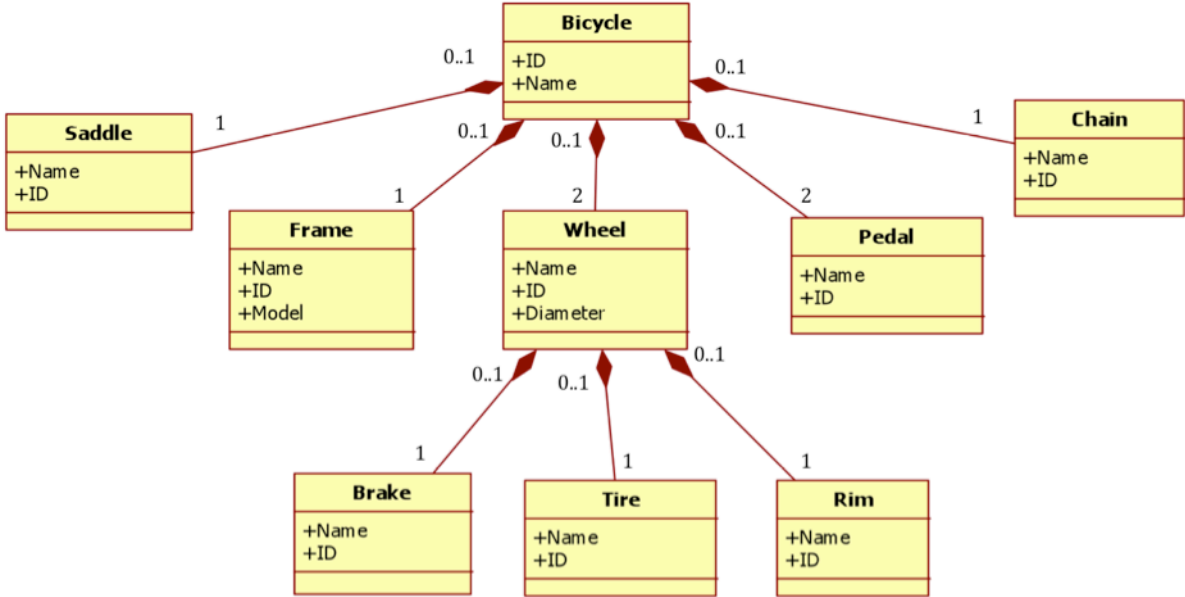 Bicycle
+ID
+Name
0..1
0..1
1
Saddle
+Name
+ID
0..1
0..1
0..1
1
Chain
+Name
+ID
1
Frame
+Name
+ID
+Model
2
Wheel
+Name
+ID
+Diameter
2
Pedal
+Name
+ID
0..1
0..1
0..1
1
Brake
+Name
+ID
1
Tire
+Name
+ID
1
Rim
+Name
+ID